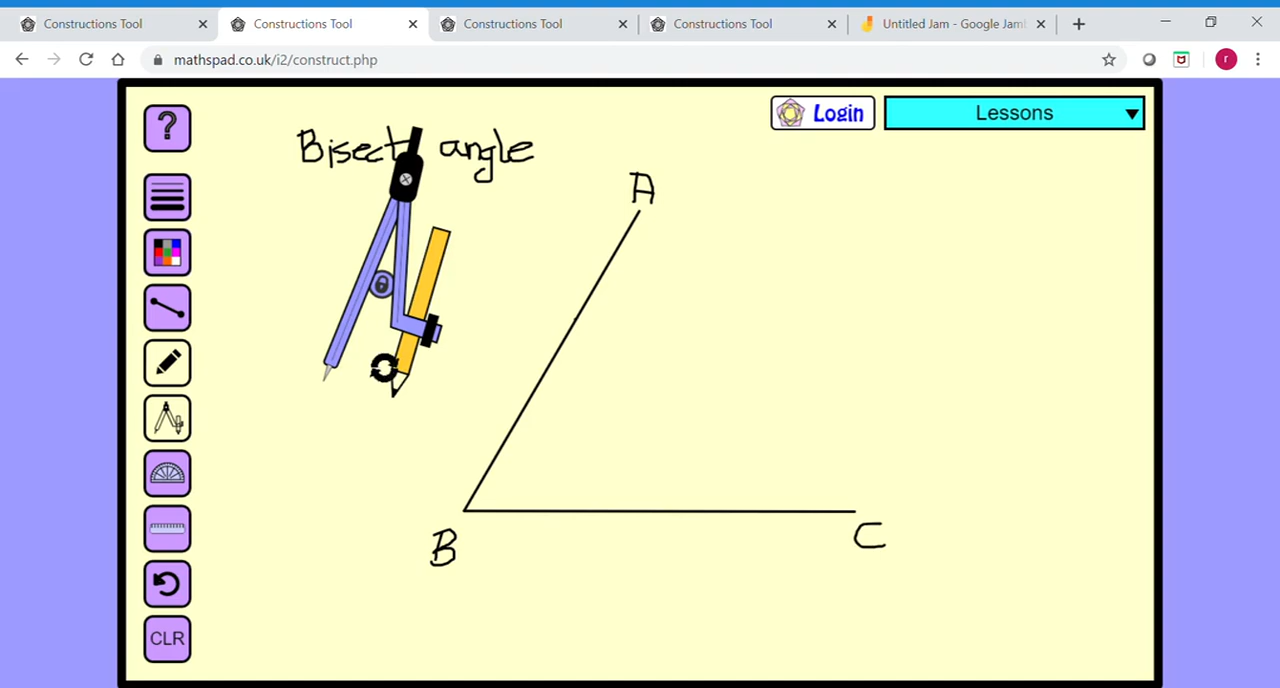 Constructions Tool
Constructions Tool
Constructions Tool
Constructions Tool
Untitled Jam - Google Jam
mathspad.co.uk/i2/construct.php
r
?
Login
Lessons
Bisect angle
A
B
C
CLR